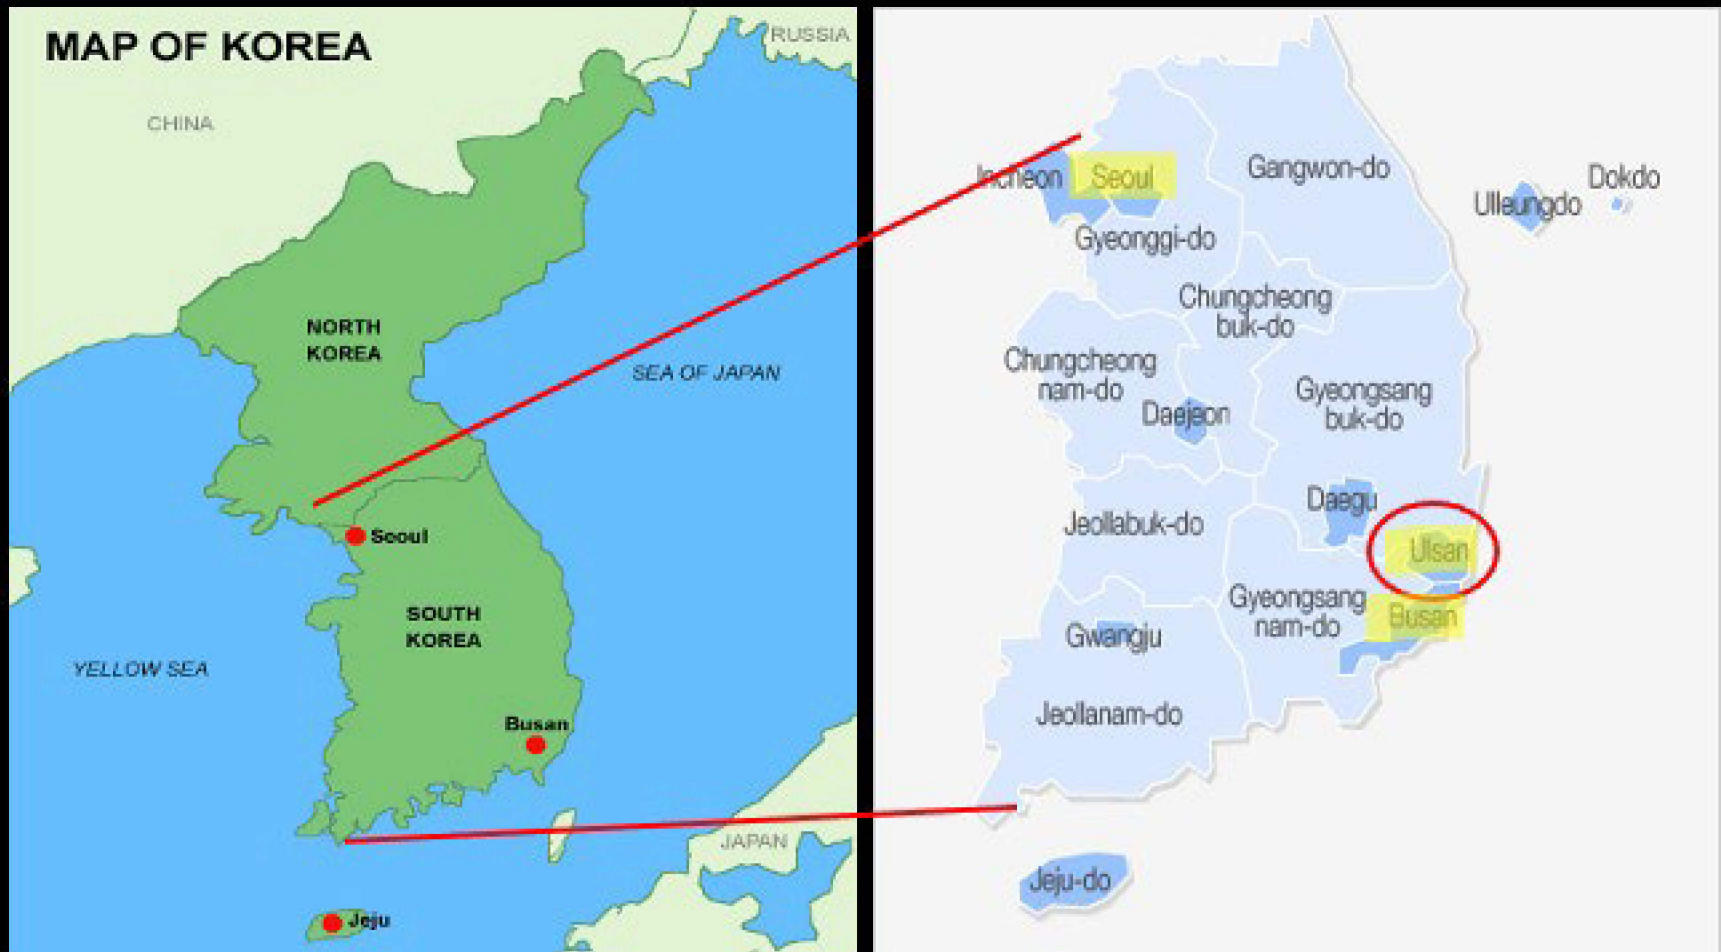 MAP OF KOREA
RUSSIA
CHINA
NORTH
KOREA
SEA OF JAPAN
Seoul
SOUTH
KOREA
YELLOW SEA
Busan
JAPAN
Jeju
Incheon
Seoul
Gangwon-do
Ulleungdo
Dokdo
Gyeonggi-do
Chungcheong
buk-do
Chungcheong
nam-do
Daejeon
Gyeongsang
buk-do
Daegu
Jeollabuk-do
Ulsan
Gyeongsang
nam-do
Busan
Gwangju
Jeollanam-do
Jeju-do